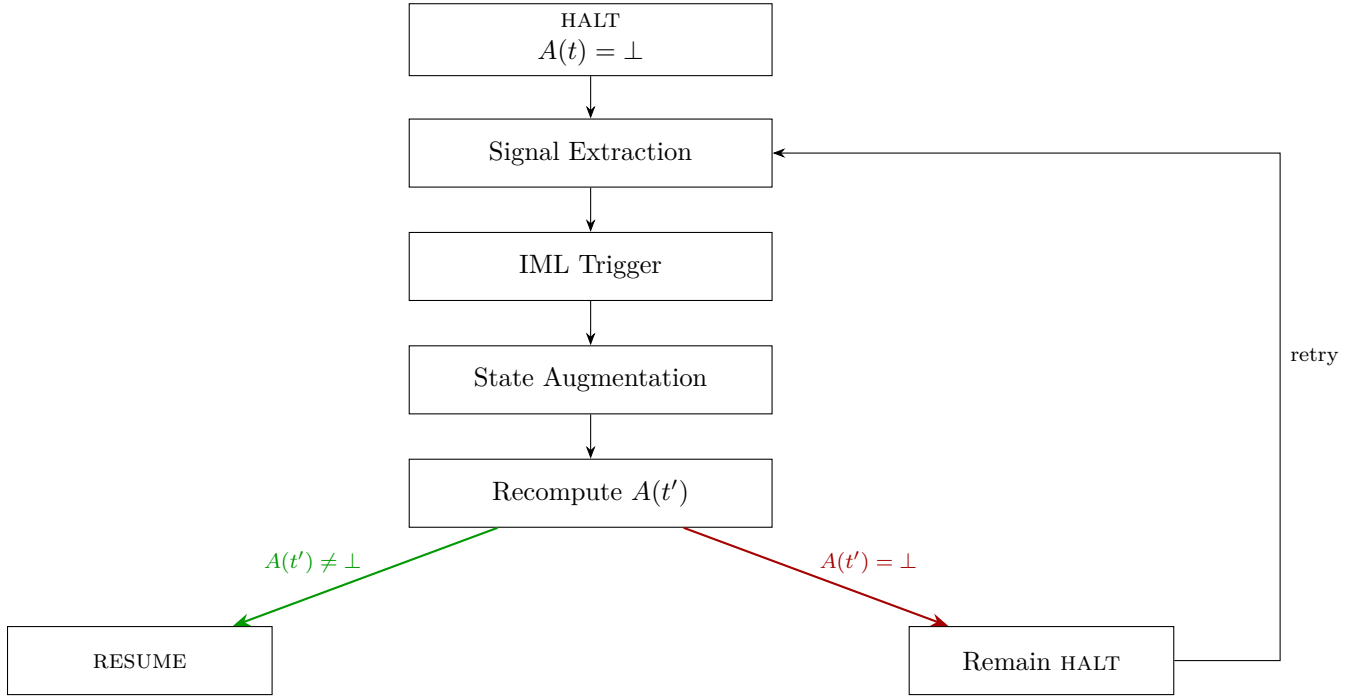 HALT
A(t) = ⊥
Signal Extraction
IML Trigger
retry
State Augmentation
Recompute A(t′)
A(t′) ≠ ⊥
A(t′) = ⊥
RESUME
Remain HALT